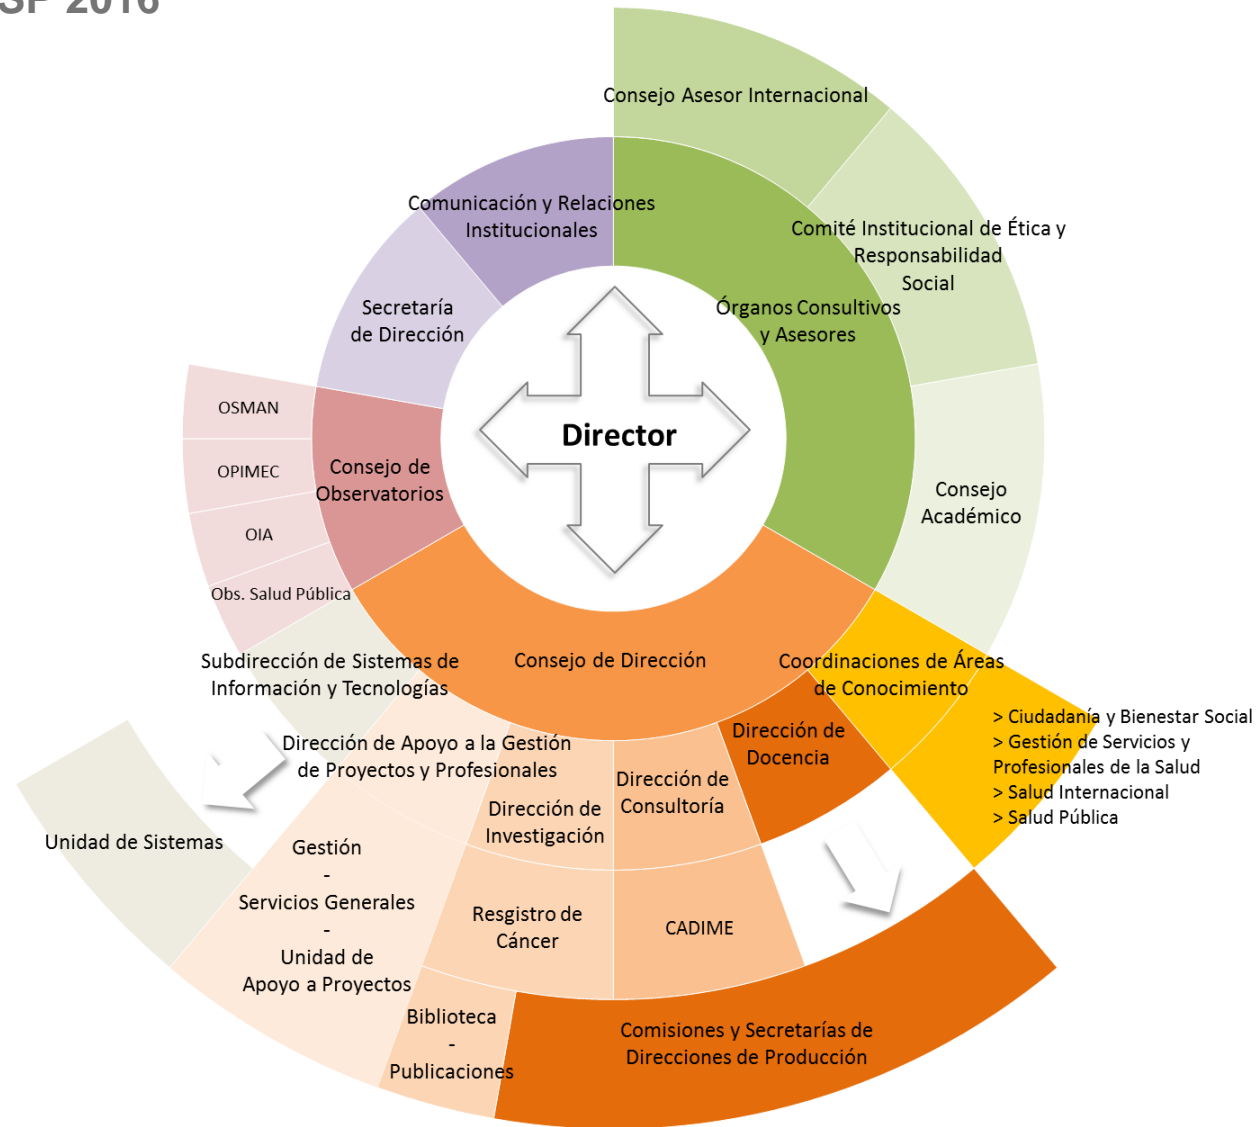 SP 2016
Consejo Asesor Internacional
Comunicación y Relaciones
Institucionales
Comité Institucional de Ética y
Responsabilidad
Social
Secretaría
de Dirección
Órganos Consultivos
y Asesores
OSMAN
Director
OPIMEC
Consejo de
Observatorios
Consejo
Académico
OIA
Obs. Salud Pública
Subdirección de Sistemas de
Información y Tecnologías
Consejo de Dirección
Coordinaciones de Áreas
de Conocimiento
> Ciudadanía y Bienestar Social
> Gestión de Servicios y
Profesionales de la Salud
> Salud Internacional
> Salud Pública
Dirección de Apoyo a la Gestión
de Proyectos y Profesionales
Dirección de
Docencia
Dirección de
Consultoría
Dirección de
Investigación
Unidad de Sistemas
Gestión
-
Servicios Generales
-
Unidad de
Apoyo a Proyectos
Resgistro de
Cáncer
CADIME
Biblioteca
-
Publicaciones
Comisiones y Secretarías de
Direcciones de Producción